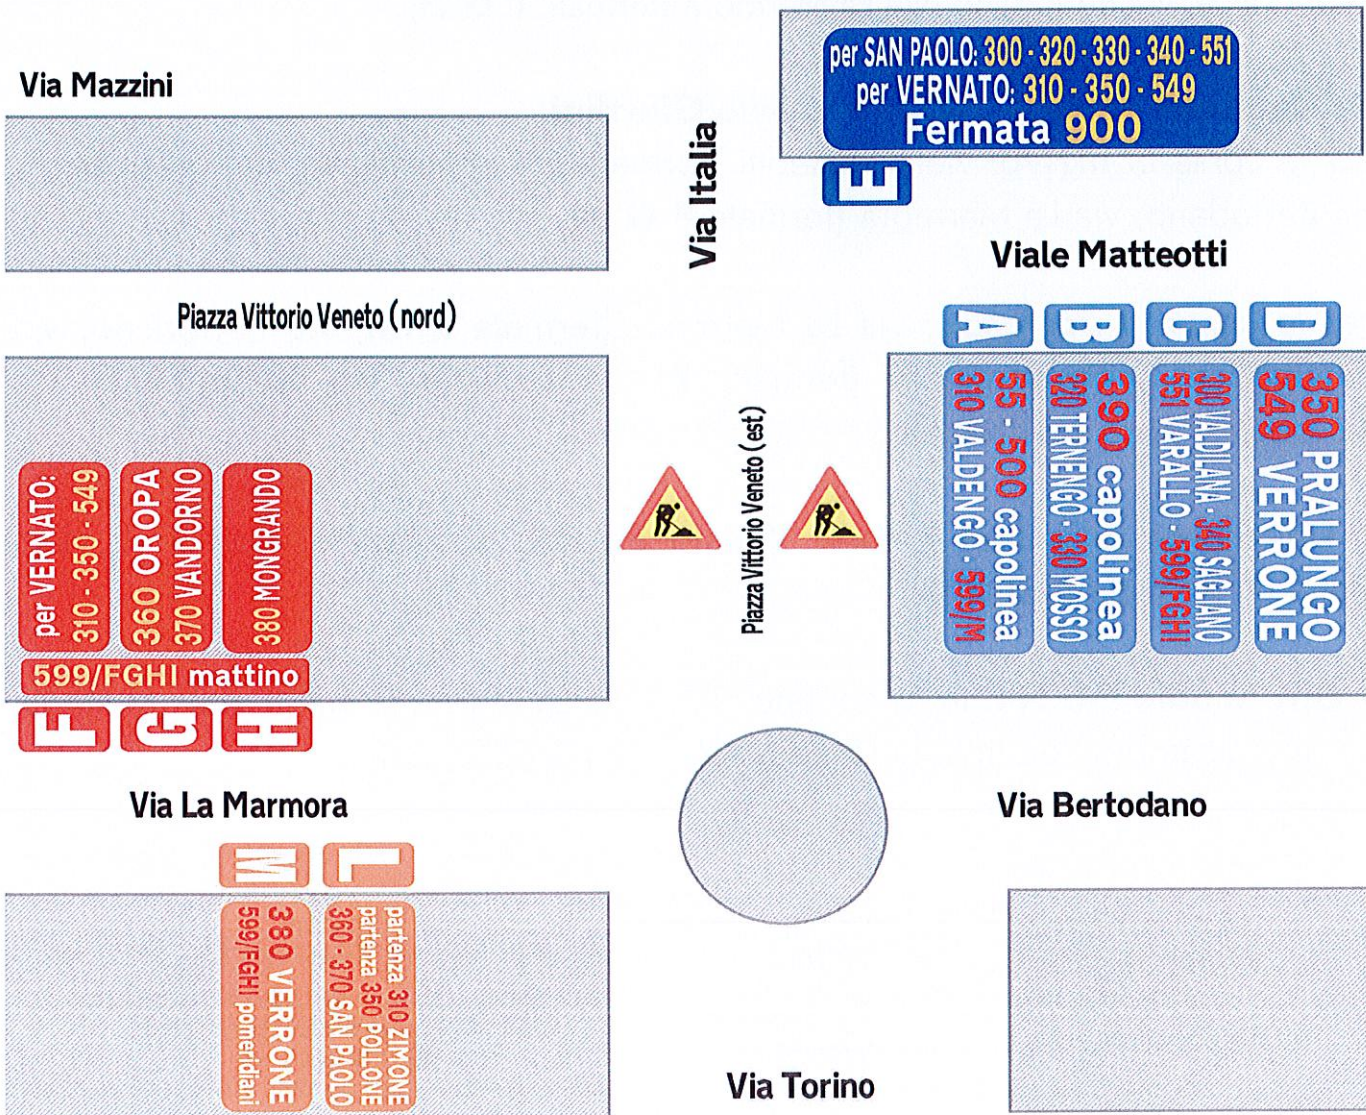 per SAN PAOLO: 300 - 320 - 330 - 340 - 551
per VERNATO: 310 - 350 - 549
Fermata 900
E
Via Mazzini
Via Italia
Viale Matteotti
Piazza Vittorio Veneto (nord)
A
B
C
D
55 - 500 capolinea
310 VALDENGO - 599/M
390 capolinea
320 TERNENGO - 330 MOSSO
300 VALDILANA - 340 SAGLIANO
551 VARALLO - 599/FGHI
350 PRALUNGO
549 VERRONE
Piazza Vittorio Veneto (est)
per VERNATO:
310 - 350 - 549
360 OROPA
370 VANDORNO
380 MONGRANDO
599/FGHI mattino
F
G
H
Via La Marmora
Via Bertodano
M
L
380 VERRONE
599/FGHI pomeridiani
partenza 310 ZIMONE
partenza 350 POLLONE
360 - 370 SAN PAOLO
Via Torino